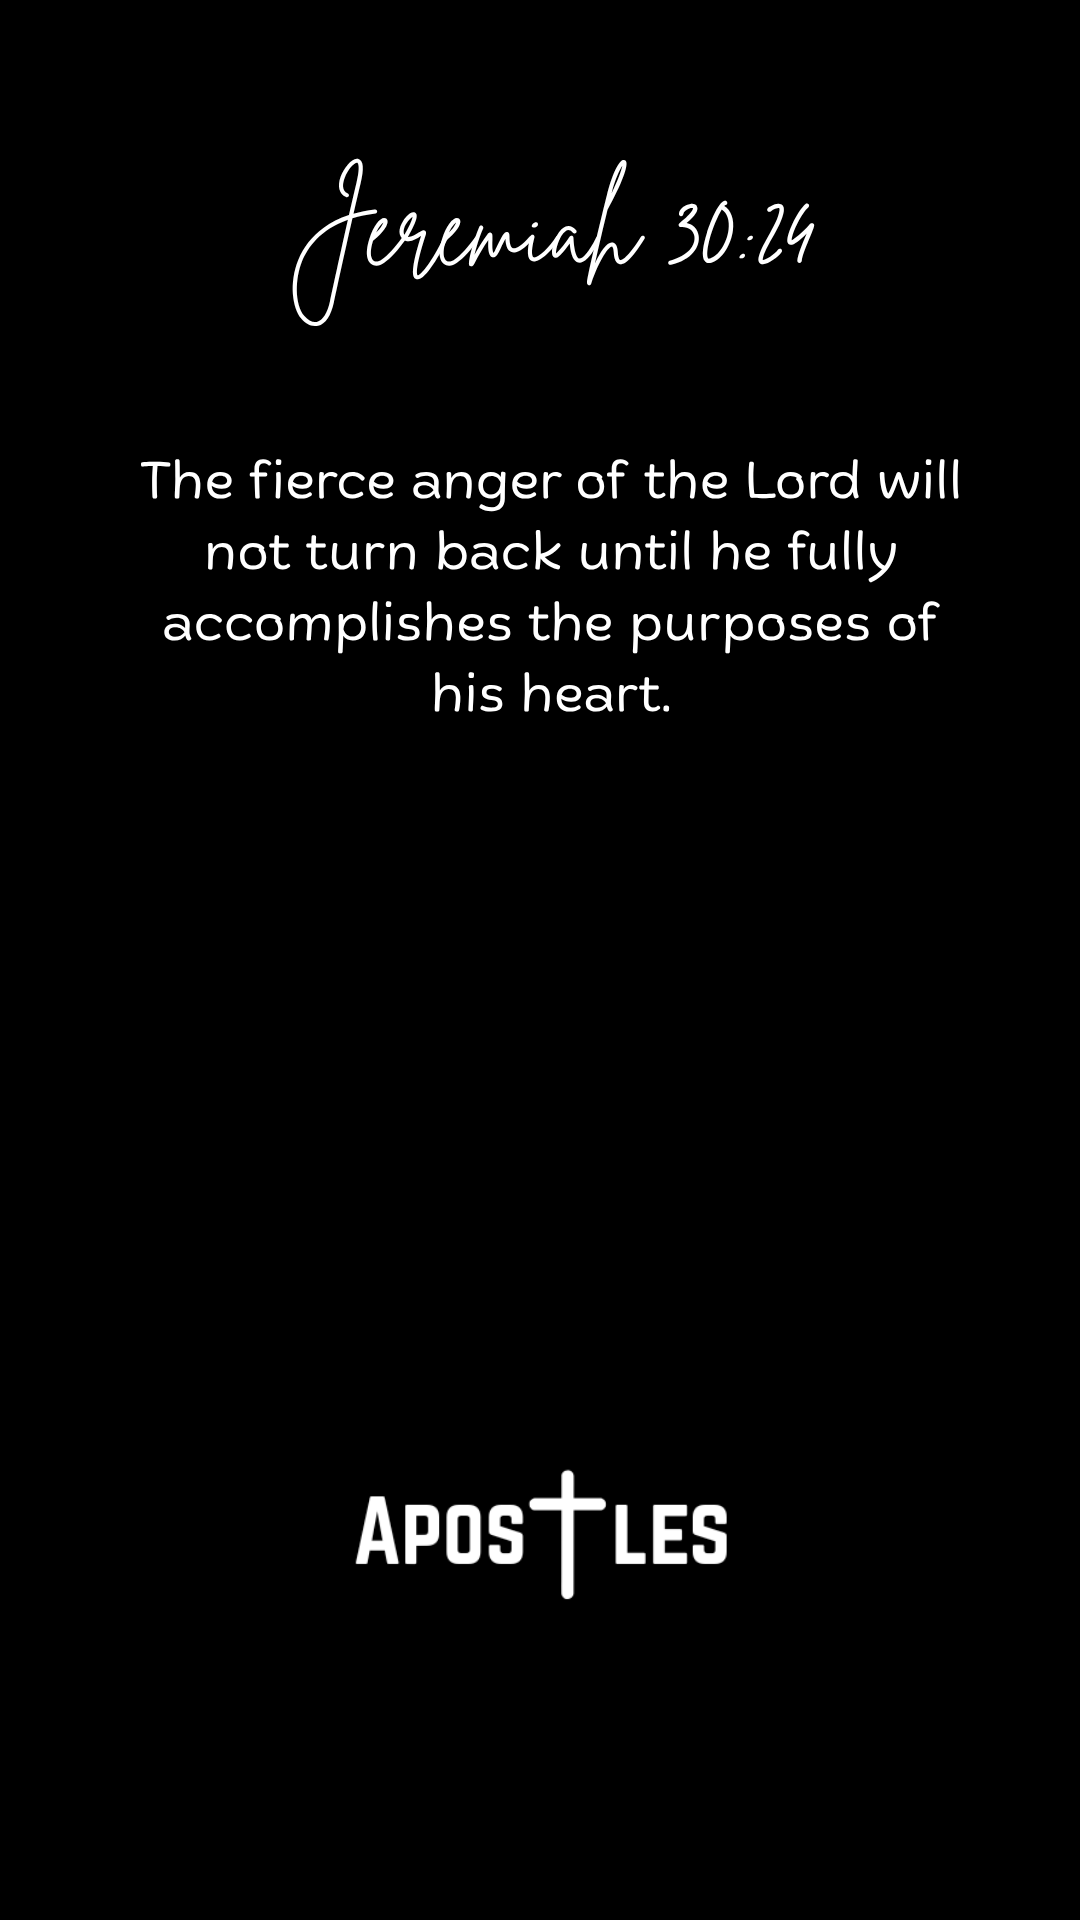 Jeremiah 30:24
The fierce anger of the Lord will
not turn back until he fully
accomplishes the purposes of
his heart.
APOSTLES